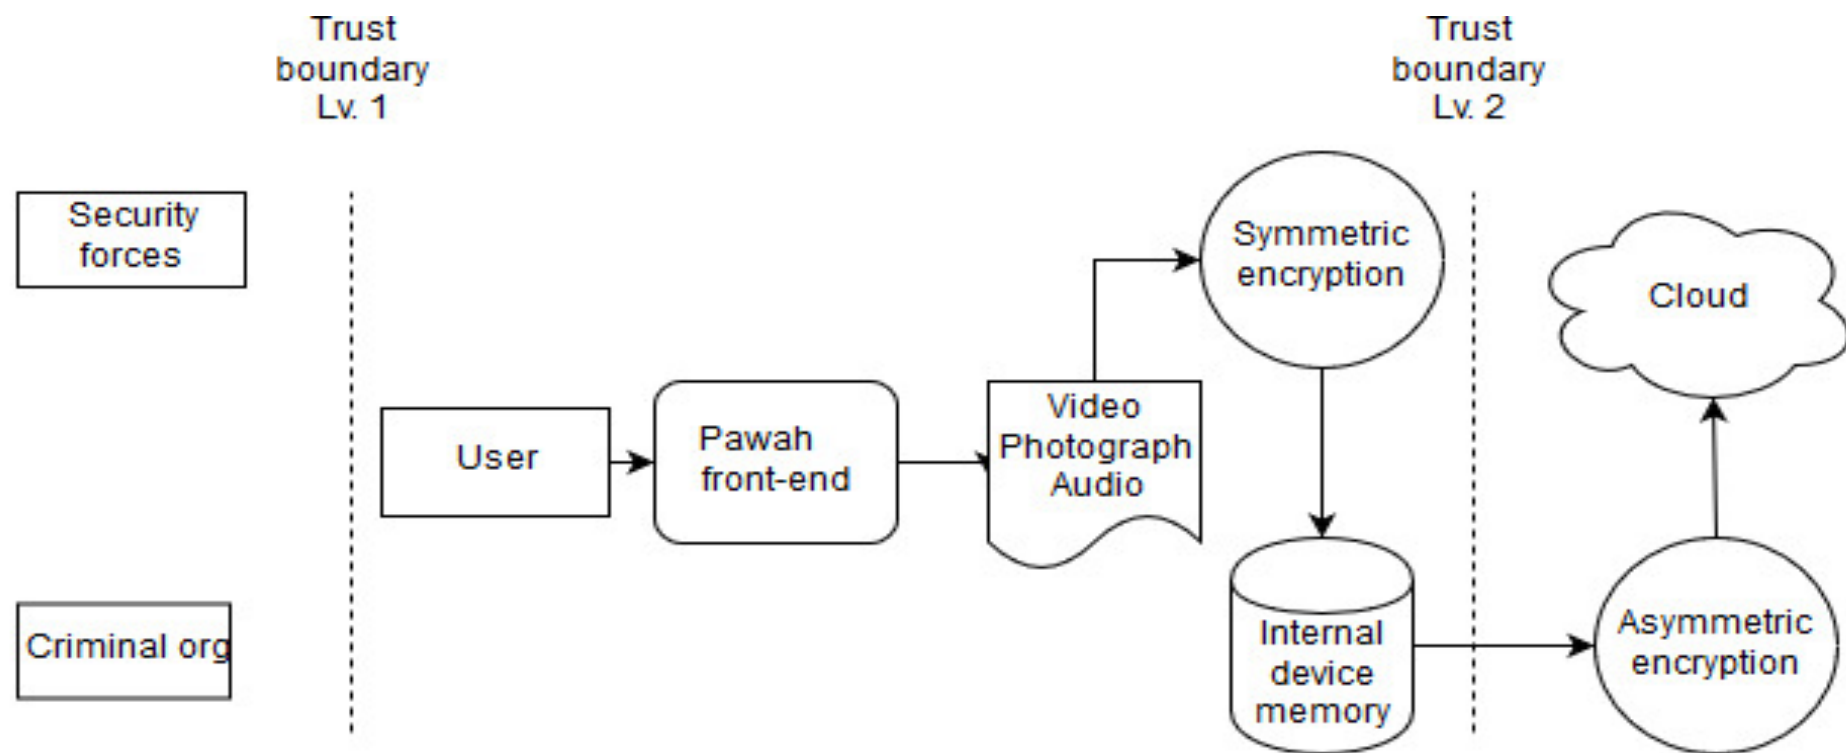 Trust
boundary
Lv. 1
Trust
boundary
Lv. 2
Security
forces
Symmetric
encryption
Cloud
User
Pawah
front-end
Video
Photograph
Audio
Criminal org
Internal
device
memory
Asymmetric
encryption